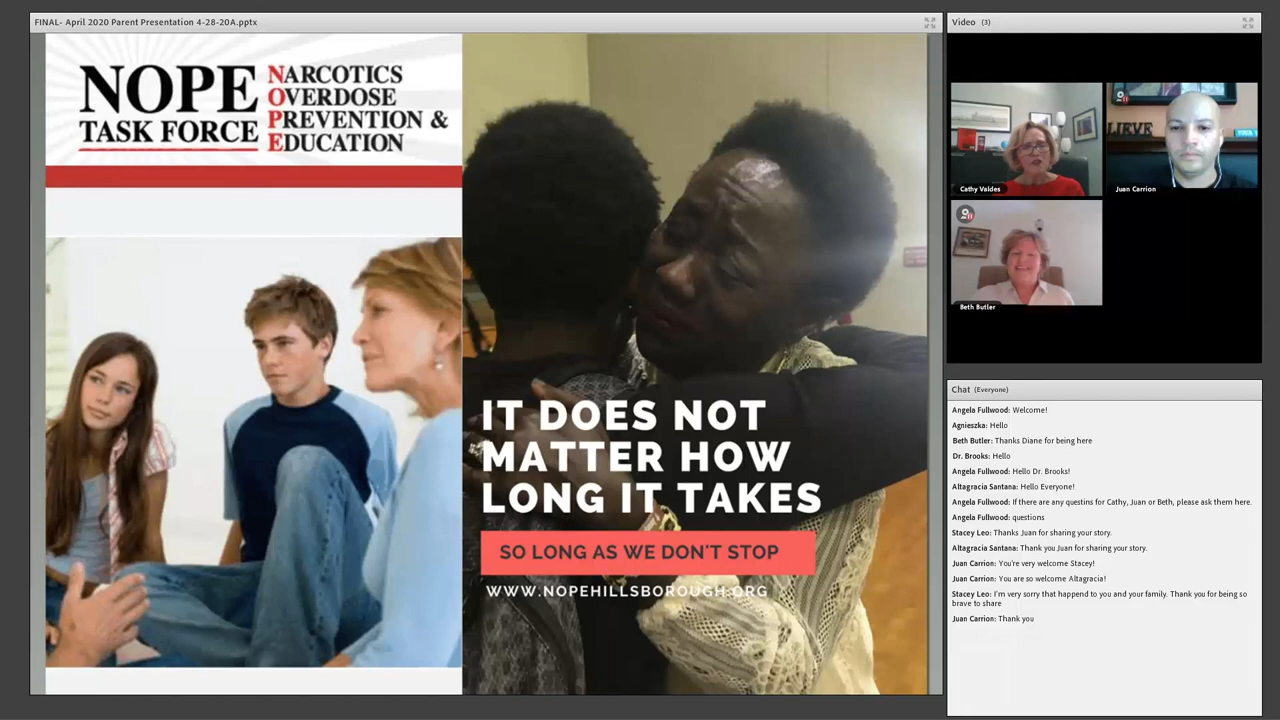 FINAL- April 2020 Parent Presentation 4-28-20A.pptx
NOPE
TASK FORCE
NARCOTICS
OVERDOSE
PREVENTION &
EDUCATION
IT DOES NOT
MATTER HOW
LONG IT TAKES
SO LONG AS WE DON'T STOP
WWW.NOPEHILLSBOROUGH.ORG
Video (3)
Cathy Valdes
LIEVE
Juan Carrion
Beth Butler
Chat (Everyone)
Angela Fullwood: Welcome!
Agnieszka: Hello
Beth Butler: Thanks Diane for being here
Dr. Brooks: Hello
Angela Fullwood: Hello Dr. Brooks!
Altagracia Santana: Hello Everyone!
Angela Fullwood: If there are any questins for Cathy, Juan or Beth, please ask them here.
Angela Fullwood: questions
Stacey Leo: Thanks Juan for sharing your story.
Altagracia Santana: Thank you Juan for sharing your story.
Juan Carrion: You're very welcome Stacey!
Juan Carrion: You are so welcome Altagracia!
Stacey Leo: I'm very sorry that happend to you and your family. Thank you for being so
brave to share
Juan Carrion: Thank you